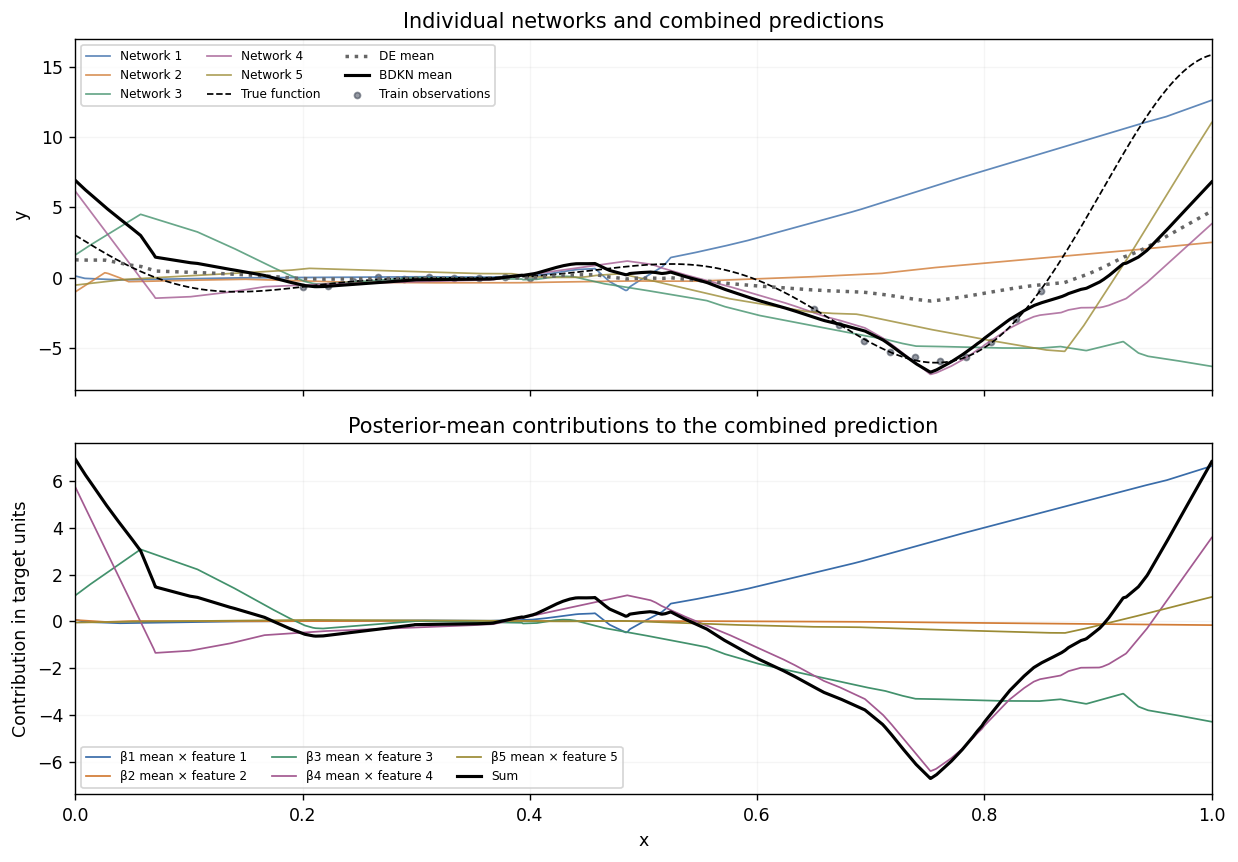 Individual networks and combined predictions
Network 1
Network 2
Network 3
Network 4
Network 5
True function
DE mean
BDKN mean
Train observations
15
10
5
0
−5
y
Posterior-mean contributions to the combined prediction
6
4
2
0
−2
−4
−6
Contribution in target units
β1 mean × feature 1
β2 mean × feature 2
β3 mean × feature 3
β4 mean × feature 4
β5 mean × feature 5
Sum
0.0 0.2 0.4 0.6 0.8 1.0
x